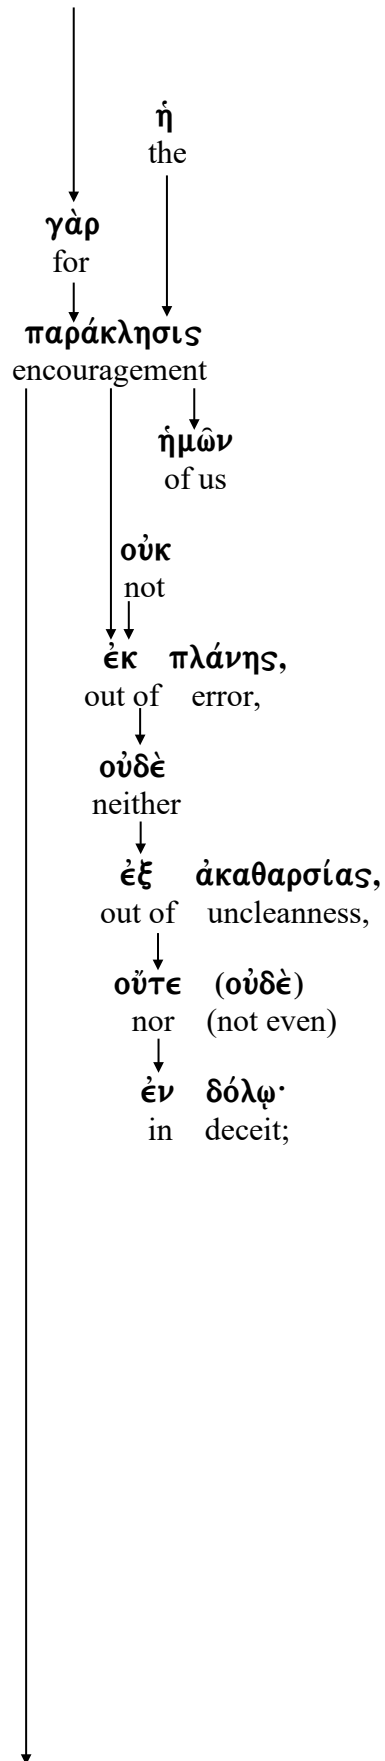 ἡ
the
γὰρ
for
παράκλησις
encouragement
ἡμῶν
of us
οὐκ
not
ἐκ πλάνης,
out of error,
οὐδὲ
neither
ἐξ ἀκαθαρσίας,
out of uncleanness,
οὔτε (οὐδὲ)
nor (not even)
ἐν δόλῳ·
in deceit;